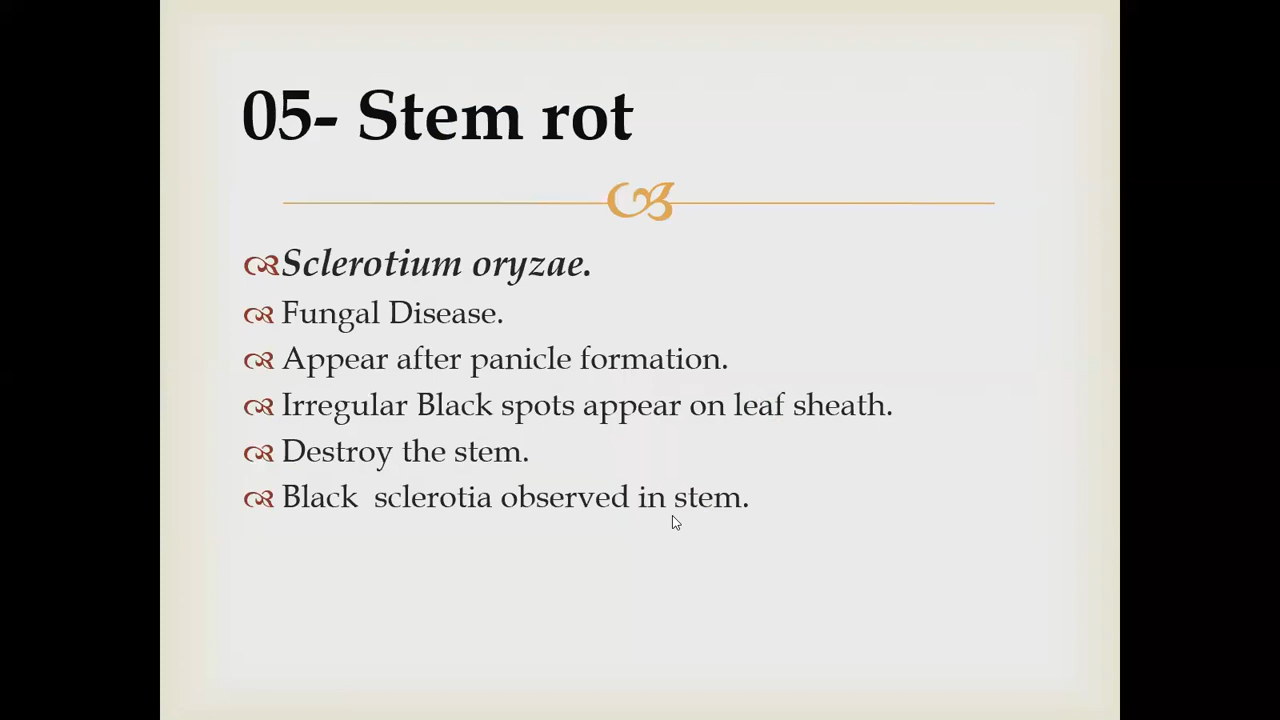 05- Stem rot
Sclerotium oryzae.
Fungal Disease.
Appear after panicle formation.
Irregular Black spots appear on leaf sheath.
Destroy the stem.
Black  sclerotia observed in stem.